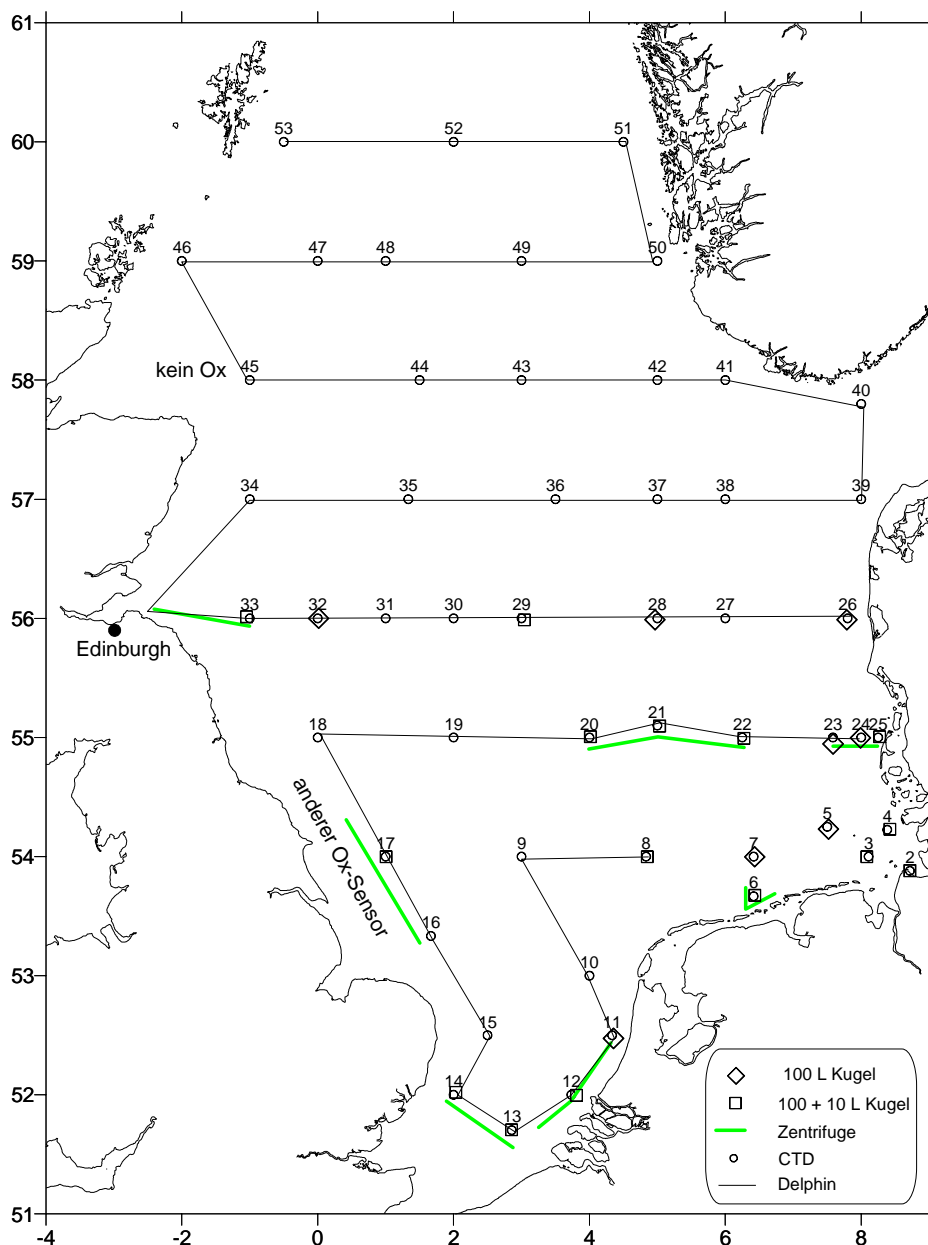 61
53 52 51
60
46 47 48 49 50
59
kein Ox
45 44 43 42 41
58
40
34 35 36 37 38 39
57
33 32 31 30 29 28 27 26
56
Edinburgh
18 19 20 21 22 23 24 25
55
anderer Ox-Sensor
5 4
17 9 8 7 3 2
54
6
16
53
10
15 11
14 13 12
52
51
100 L Kugel
100 + 10 L Kugel
Zentrifuge
CTD
Delphin
-4 -2 0 2 4 6 8